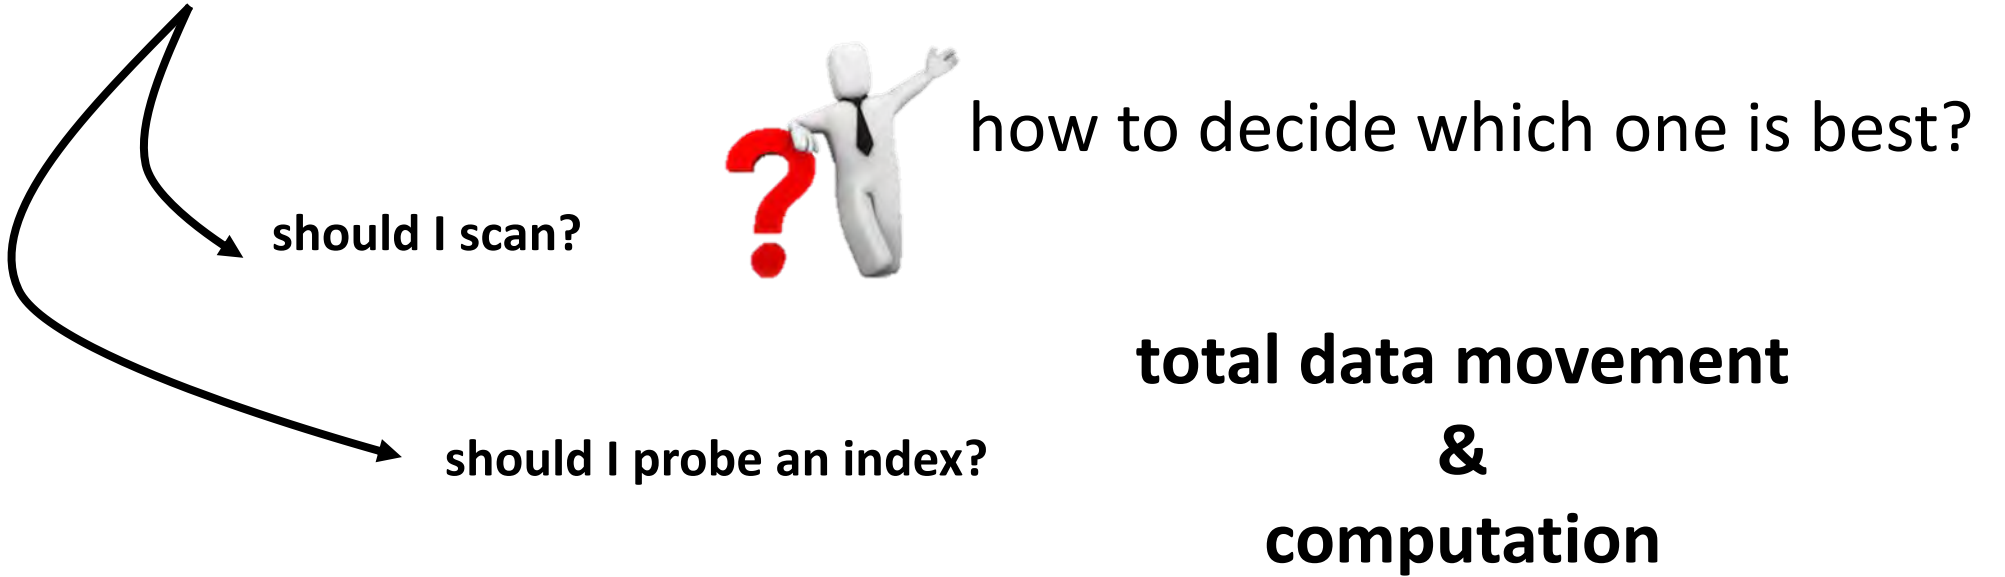 how to decide which one is best?
should I scan?
total data movement
&
computation
should I probe an index?